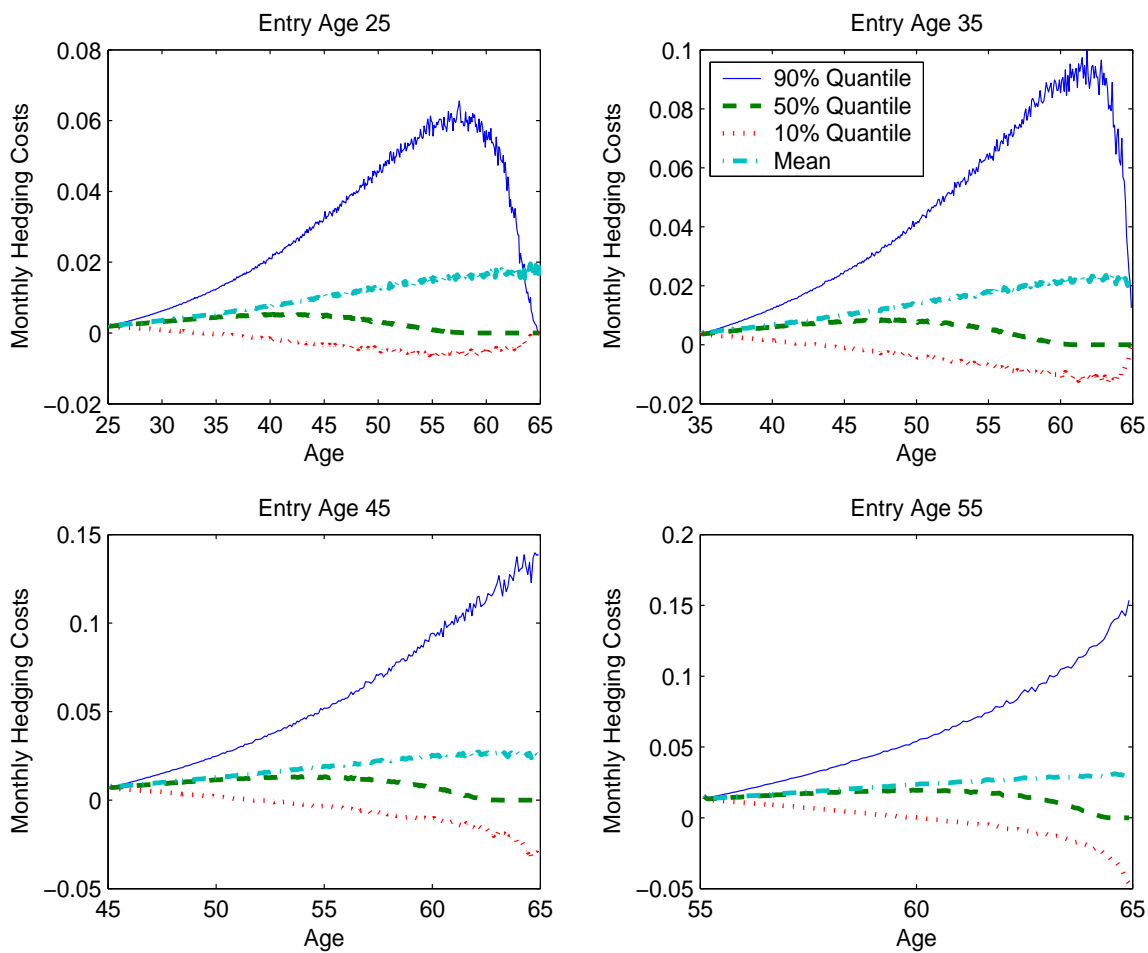 Entry Age 25
0.08
0.06
0.04
0.02
0
−0.02
Monthly Hedging Costs
25 30 35 40 45 50 55 60 65
Age
Entry Age 35
0.1
0.08
0.06
0.04
0.02
0
−0.02
Monthly Hedging Costs
90% Quantile
50% Quantile
10% Quantile
Mean
35 40 45 50 55 60 65
Age
Entry Age 45
0.15
0.1
0.05
0
−0.05
Monthly Hedging Costs
45 50 55 60 65
Age
Entry Age 55
0.2
0.15
0.1
0.05
0
−0.05
Monthly Hedging Costs
55 60 65
Age